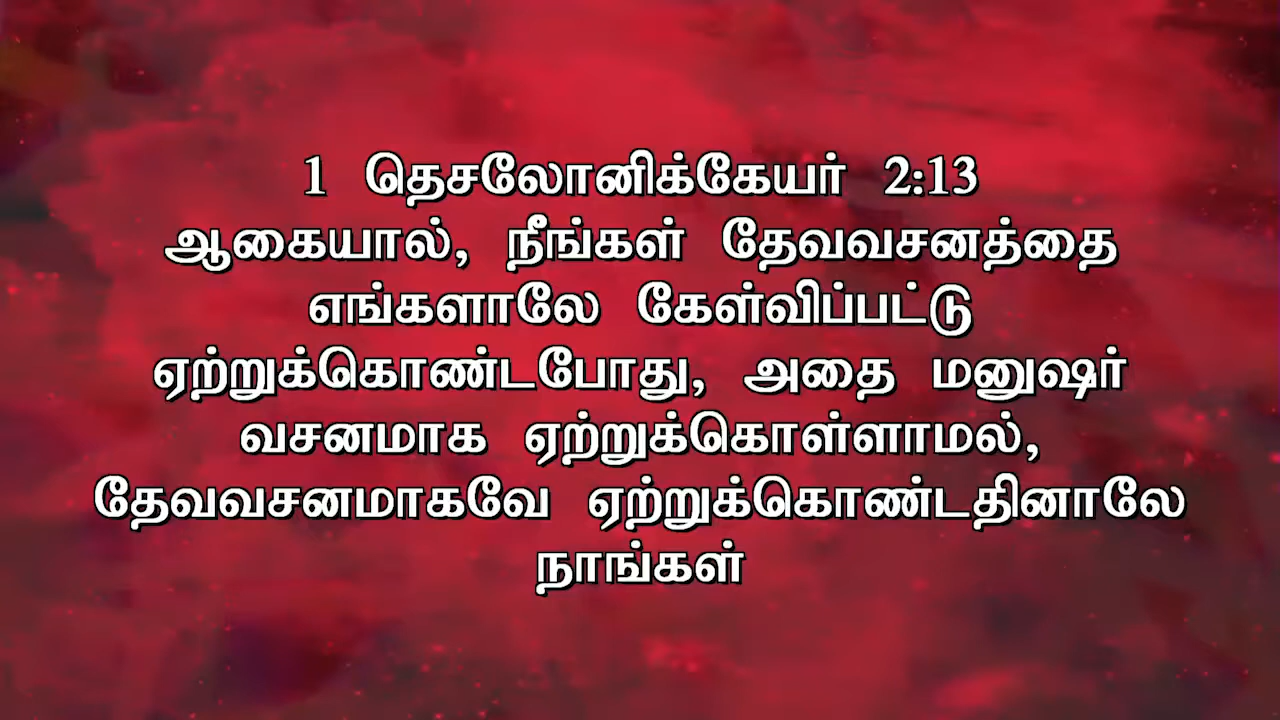 1 தெசலோனிக்கேயர் 2:13
ஆகையால், நீங்கள் தேவவசனத்தை
எங்களாலே கேள்விப்பட்டு
ஏற்றுக்கொண்டபோது, அதை மனுஷர்
வசனமாக ஏற்றுக்கொள்ளாமல்,
தேவவசனமாகவே ஏற்றுக்கொண்டதினாலே
நாங்கள்